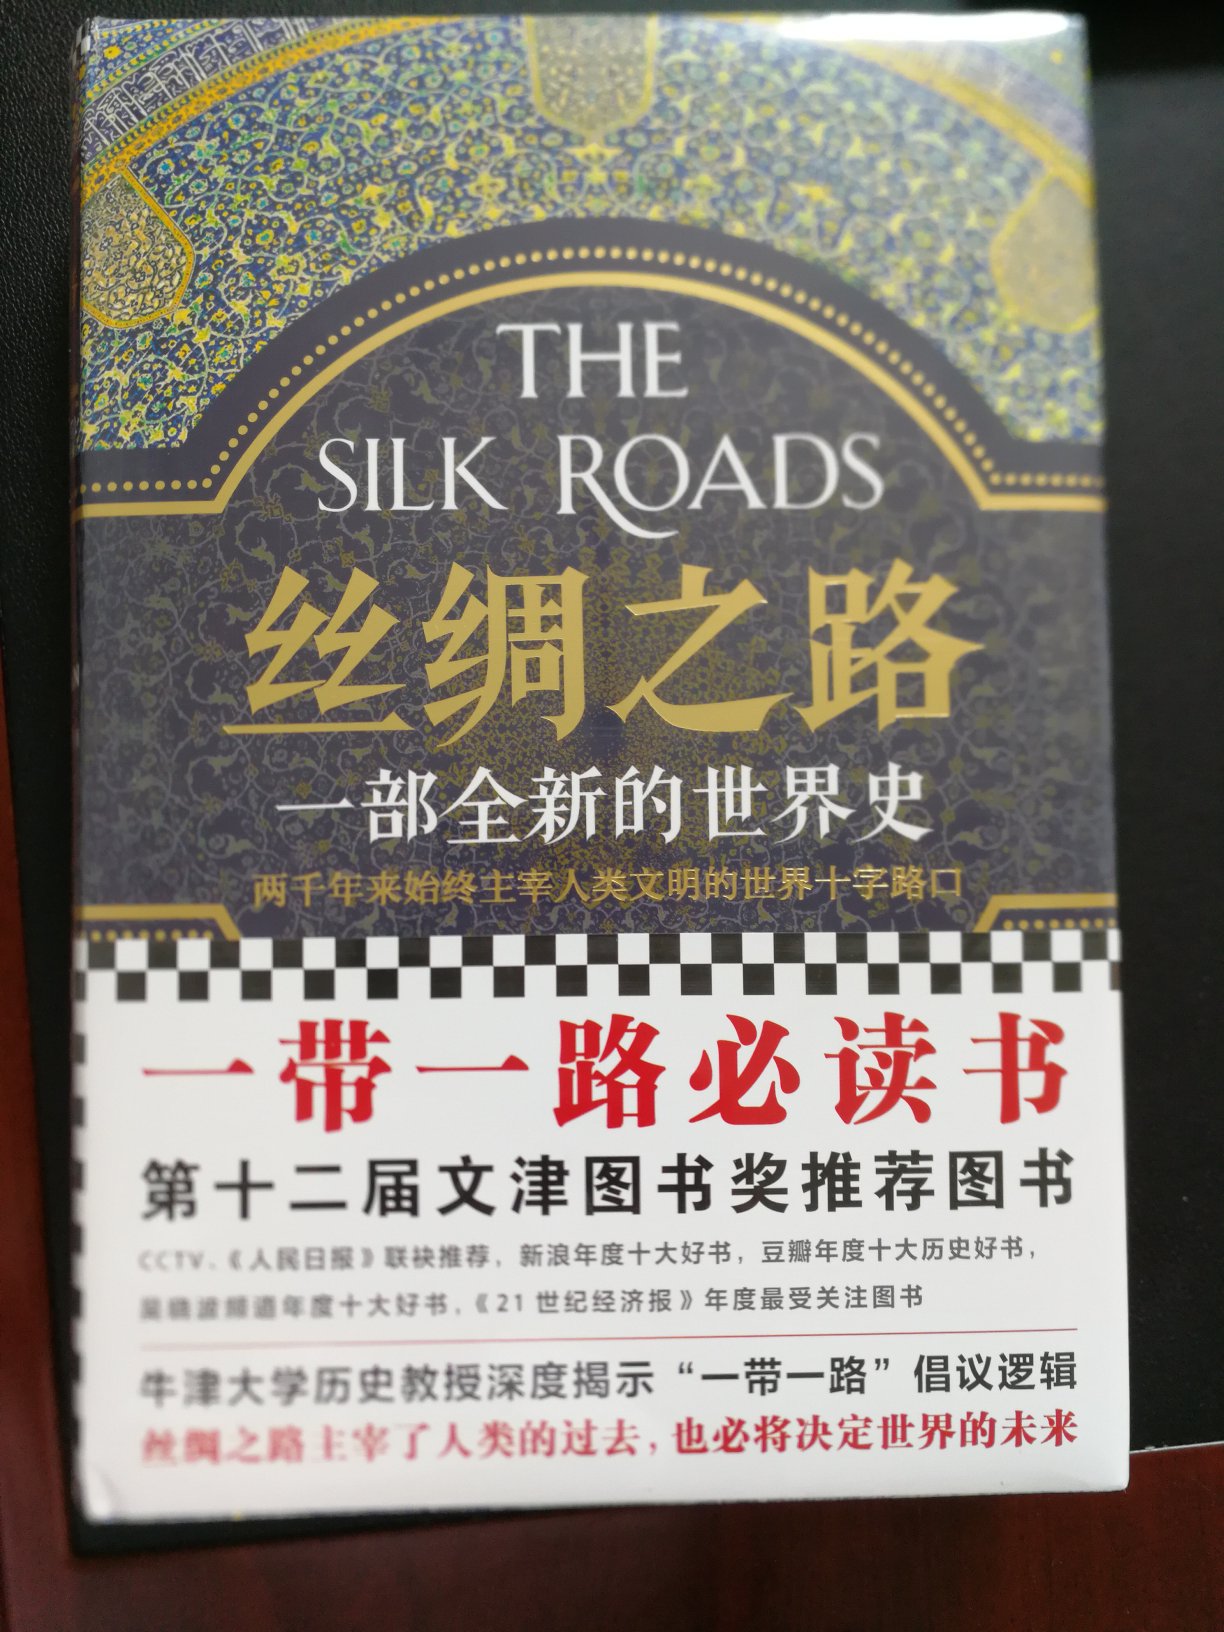 THE
SILK ROADS
丝绸之路
一部全新的世界史
两千年来始终主宰人类文明的世界十字路口
一带一路必读书
第十二届文津图书奖推荐图书
CCTV、《人民日报》联袂推荐，新浪年度十大好书，豆瓣年度十大历史好书，
吴晓波频道年度十大好书，《21世纪经济报》年度最受关注图书
牛津大学历史教授深度揭示“一带一路”倡议逻辑
丝绸之路主宰了人类的过去，也必将决定世界的未来